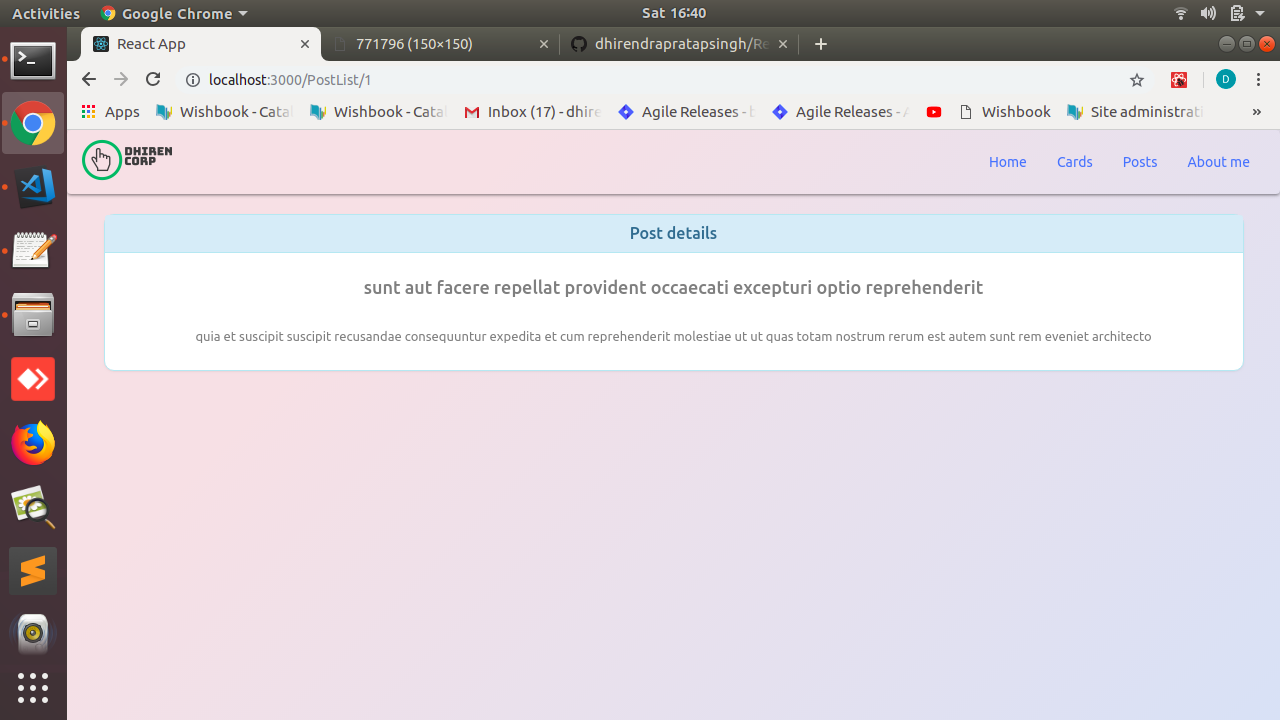 Activities Google Chrome Sat 16:40
React App 771796 (150×150) dhirendrapratapsingh/Re
localhost:3000/PostList/1 D
Apps Wishbook - Catal Wishbook - Catal Inbox (17) - dhire Agile Releases - b Agile Releases - A Wishbook Site administrati »
DHIREN
CORP
Home Cards Posts About me
Post details
sunt aut facere repellat provident occaecati excepturi optio reprehenderit
quia et suscipit suscipit recusandae consequuntur expedita et cum reprehenderit molestiae ut ut quas totam nostrum rerum est autem sunt rem eveniet architecto